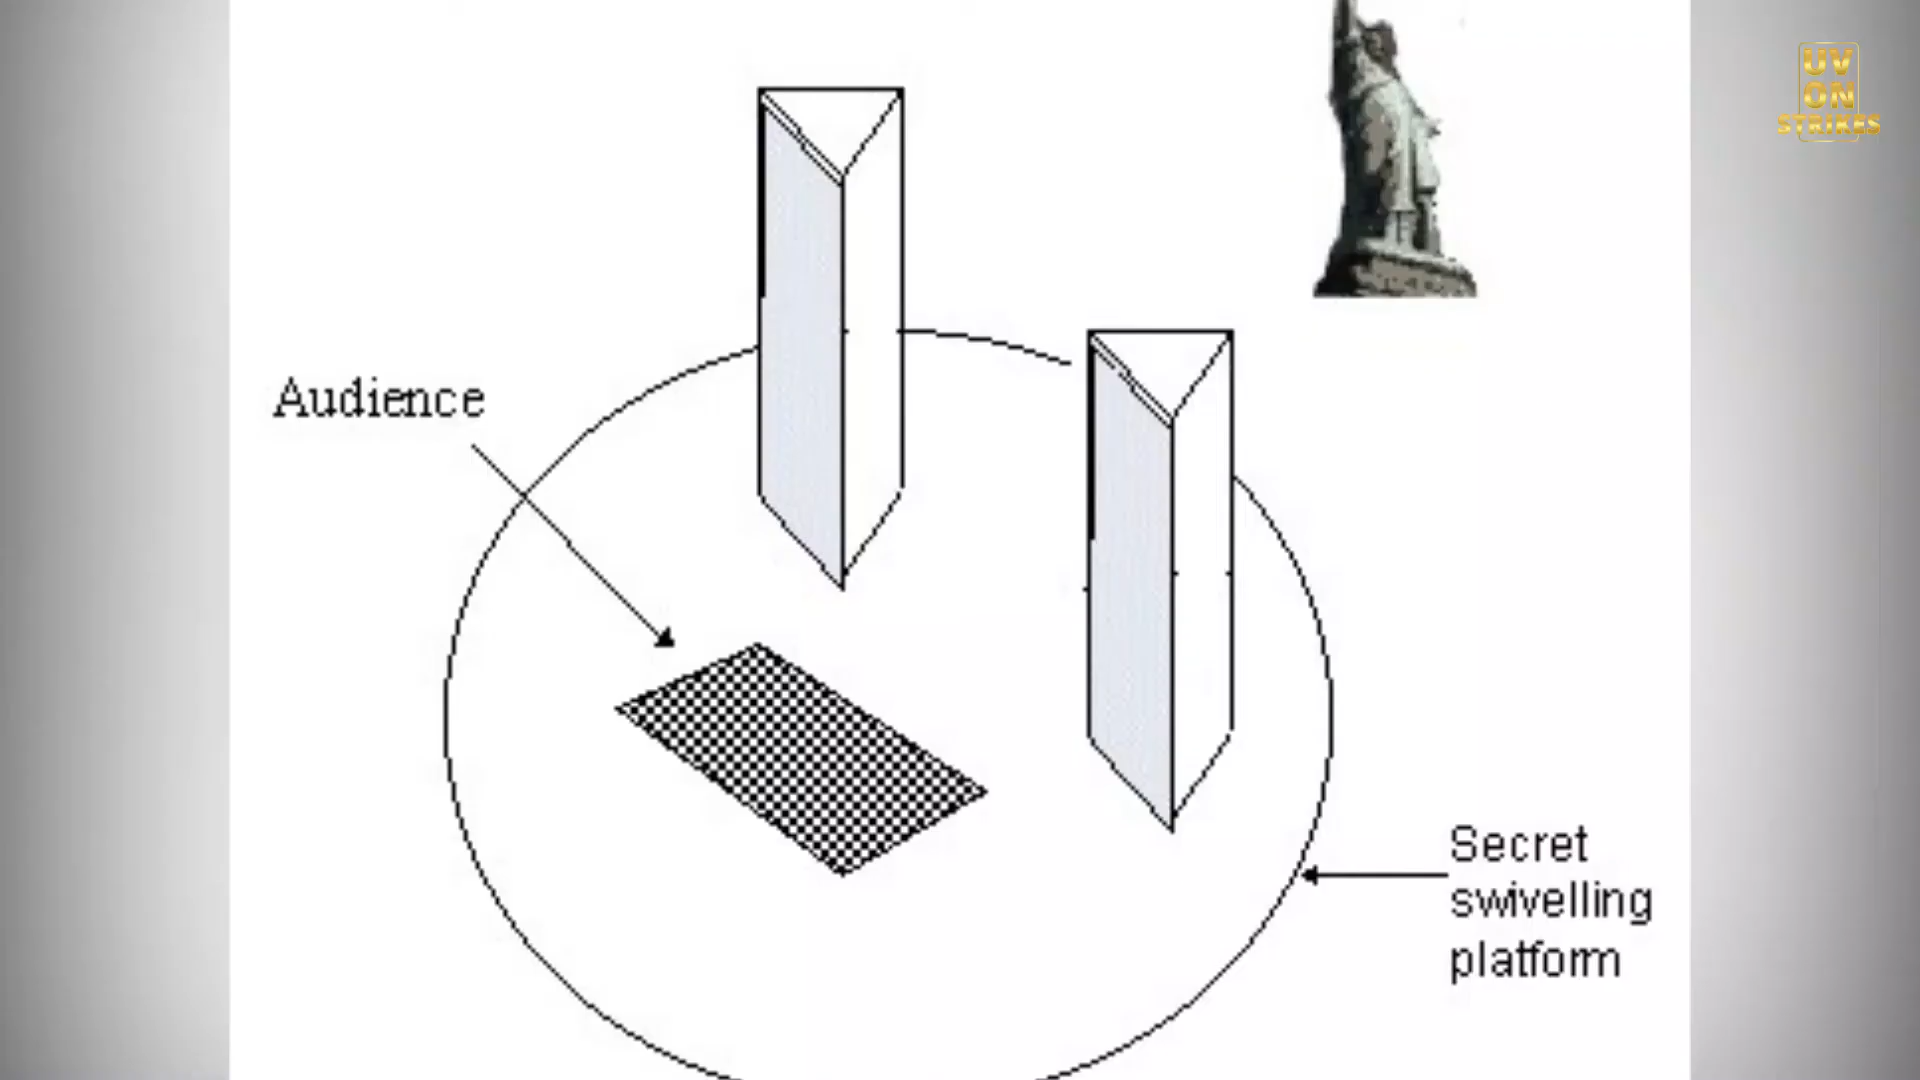 UV
ON
STRIKES
Audience
Secret
swivelling
platform